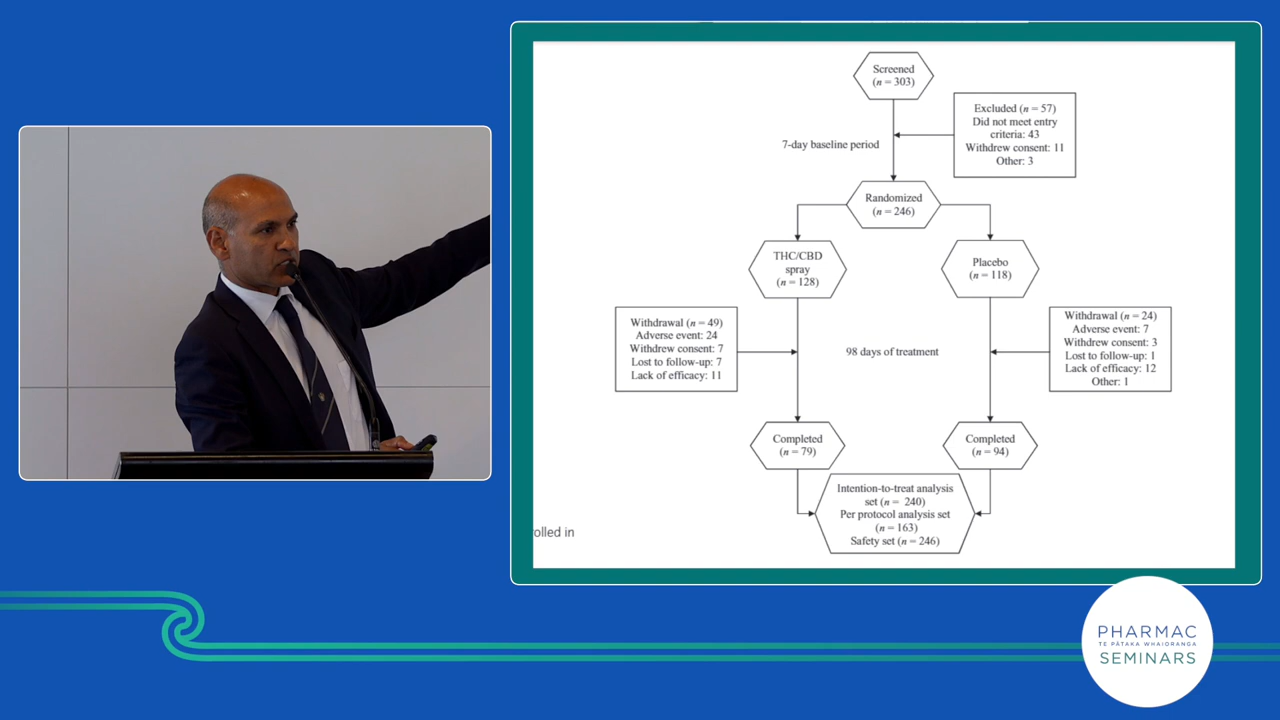 Screened
(n = 303)
Excluded (n = 57)
Did not meet entry
criteria: 43
Withdrew consent: 11
Other: 3
7-day baseline period
Randomized
(n = 246)
THC/CBD
spray
(n = 128)
Placebo
(n = 118)
Withdrawal (n = 49)
Adverse event: 24
Withdrew consent: 7
Lost to follow-up: 7
Lack of efficacy: 11
98 days of treatment
Withdrawal (n = 24)
Adverse event: 7
Withdrew consent: 3
Lost to follow-up: 1
Lack of efficacy: 12
Other: 1
Completed
(n = 79)
Completed
(n = 94)
Intention-to-treat analysis
set (n = 240)
Per protocol analysis set
(n = 163)
Safety set (n = 246)
olled in
PHARMAC
TE PĀTAKA WHAIORANGA
SEMINARS